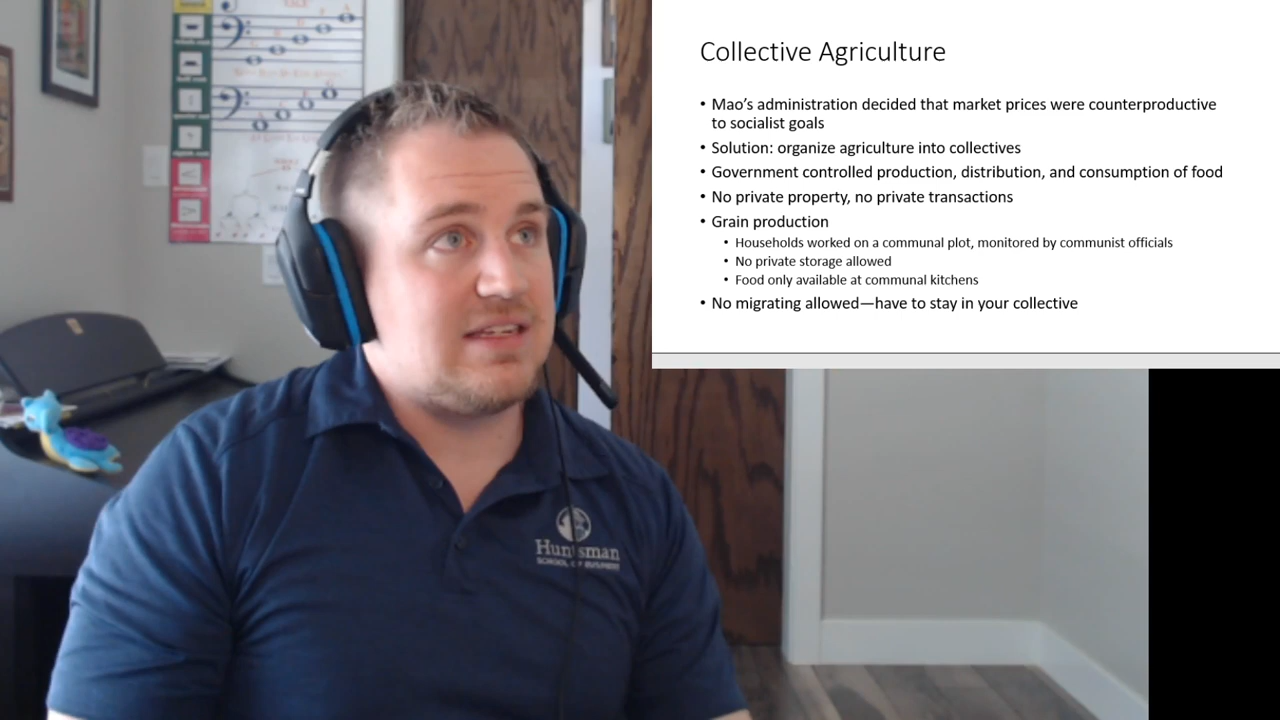 Collective Agriculture
• Mao's administration decided that market prices were counterproductive
to socialist goals
• Solution: organize agriculture into collectives
• Government controlled production, distribution, and consumption of food
• No private property, no private transactions
• Grain production
• Households worked on a communal plot, monitored by communist officials
• No private storage allowed
• Food only available at communal kitchens
• No migrating allowed—have to stay in your collective
Huntsman
SCHOOL OF BUSINESS